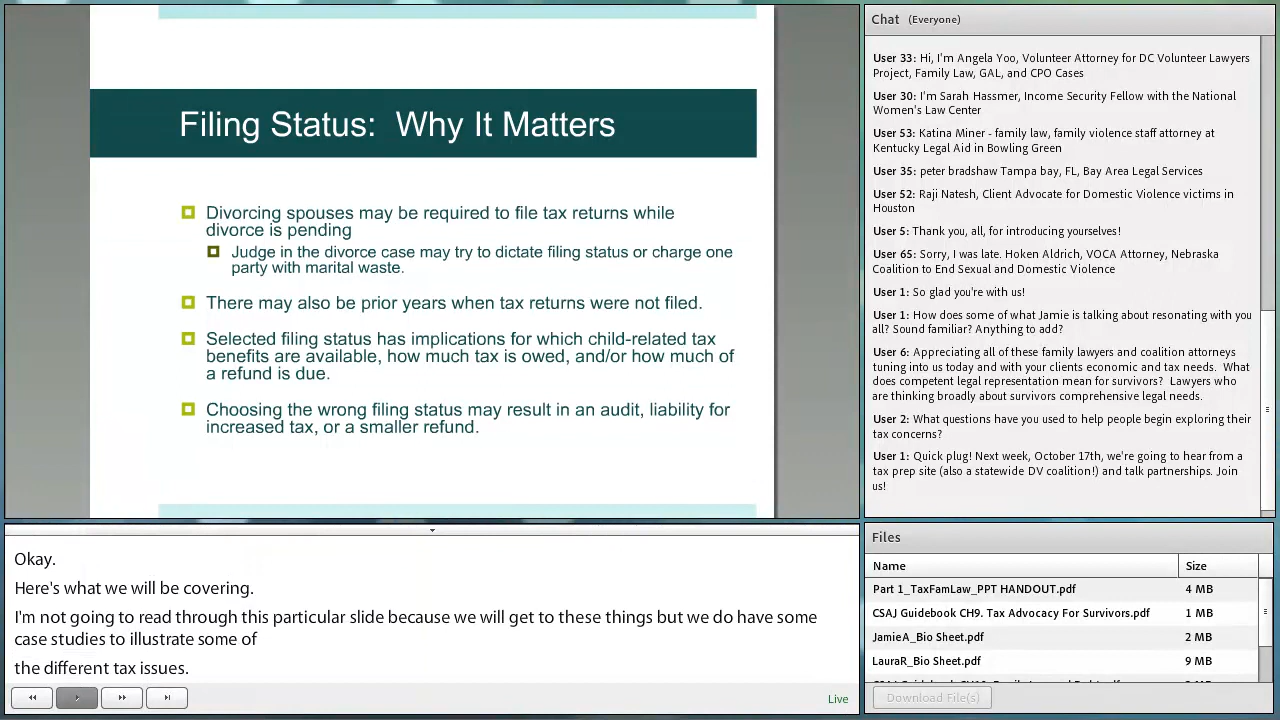 Filing Status: Why It Matters
Divorcing spouses may be required to file tax returns while
divorce is pending
Judge in the divorce case may try to dictate filing status or charge one
party with marital waste.
There may also be prior years when tax returns were not filed.
Selected filing status has implications for which child-related tax
benefits are available, how much tax is owed, and/or how much of
a refund is due.
Choosing the wrong filing status may result in an audit, liability for
increased tax, or a smaller refund.
Okay.
Here's what we will be covering.
I'm not going to read through this particular slide because we will get to these things but we do have some
case studies to illustrate some of
the different tax issues.
Live
Chat (Everyone)
User 33: Hi, I'm Angela Yoo, Volunteer Attorney for DC Volunteer Lawyers
Project, Family Law, GAL, and CPO Cases
User 30: I'm Sarah Hassmer, Income Security Fellow with the National
Women's Law Center
User 53: Katina Miner - family law, family violence staff attorney at
Kentucky Legal Aid in Bowling Green
User 35: peter bradshaw Tampa bay, FL, Bay Area Legal Services
User 52: Raji Natesh, Client Advocate for Domestic Violence victims in
Houston
User 5: Thank you, all, for introducing yourselves!
User 65: Sorry, I was late. Hoken Aldrich, VOCA Attorney, Nebraska
Coalition to End Sexual and Domestic Violence
User 1: So glad you're with us!
User 1: How does some of what Jamie is talking about resonating with you
all? Sound familiar? Anything to add?
User 6: Appreciating all of these family lawyers and coalition attorneys
tuning into us today and with your clients economic and tax needs. What
does competent legal representation mean for survivors? Lawyers who
are thinking broadly about survivors comprehensive legal needs.
User 2: What questions have you used to help people begin exploring their
tax concerns?
User 1: Quick plug! Next week, October 17th, we're going to hear from a
tax prep site (also a statewide DV coalition!) and talk partnerships. Join
us!
Files
Name Size
Part 1_TaxFamLaw_PPT HANDOUT.pdf 4 MB
CSAJ Guidebook CH9. Tax Advocacy For Survivors.pdf 1 MB
JamieA_Bio Sheet.pdf 2 MB
LauraR_Bio Sheet.pdf 9 MB
Download File(s)